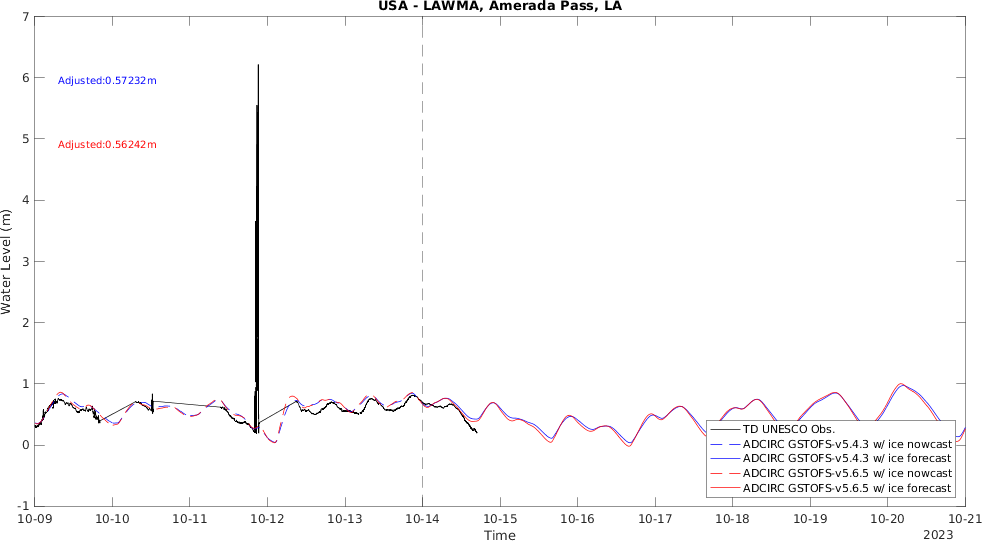 USA - LAWMA, Amerada Pass, LA
7
6
5
4
3
2
1
0
-1
Water Level (m)
Adjusted:0.57232m
Adjusted:0.56242m
TD UNESCO Obs.
ADCIRC GSTOFS-v5.4.3 w/ ice nowcast
ADCIRC GSTOFS-v5.4.3 w/ ice forecast
ADCIRC GSTOFS-v5.6.5 w/ ice nowcast
ADCIRC GSTOFS-v5.6.5 w/ ice forecast
10-09 10-10 10-11 10-12 10-13 10-14 10-15 10-16 10-17 10-18 10-19 10-20 10-21
Time
2023